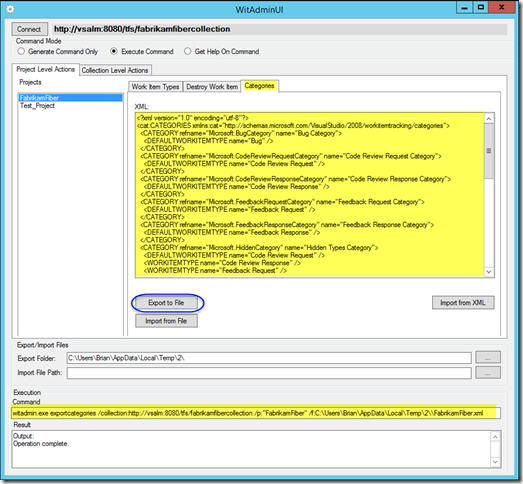 WitAdminUI
Connect http://vsalm:8080/tfs/fabrikamfibercollection
Command Mode
Generate Command Only Execute Command Get Help On Command
Project Level Actions Collection Level Actions
Projects
FabrikamFiber
Test_Project
Work Item Types Destroy Work Item Categories
XML:
<?xml version="1.0" encoding="utf-8"?>
<cat:CATEGORIES xmlns:cat="http://schemas.microsoft.com/VisualStudio/2008/workitemtracking/categories">
<CATEGORY refname="Microsoft.BugCategory" name="Bug Category">
<DEFAULTWORKITEMTYPE name="Bug" />
</CATEGORY>
<CATEGORY refname="Microsoft.CodeReviewRequestCategory" name="Code Review Request Category">
<DEFAULTWORKITEMTYPE name="Code Review Request" />
</CATEGORY>
<CATEGORY refname="Microsoft.CodeReviewResponseCategory" name="Code Review Response Category">
<DEFAULTWORKITEMTYPE name="Code Review Response" />
</CATEGORY>
<CATEGORY refname="Microsoft.FeedbackRequestCategory" name="Feedback Request Category">
<DEFAULTWORKITEMTYPE name="Feedback Request" />
</CATEGORY>
<CATEGORY refname="Microsoft.FeedbackResponseCategory" name="Feedback Response Category">
<DEFAULTWORKITEMTYPE name="Feedback Response" />
</CATEGORY>
<CATEGORY refname="Microsoft.HiddenCategory" name="Hidden Types Category">
<DEFAULTWORKITEMTYPE name="Code Review Request" />
<WORKITEMTYPE name="Code Review Response" />
<WORKITEMTYPE name="Feedback Request" />
Export to File Import from XML
Import from File
Export/Import Files
Export Folder: C:\Users\Brian\AppData\Local\Temp\2\ ...
Import File Path: ...
Execution
Command
witadmin.exe exportcategories /collection:http://vsalm:8080/tfs/fabrikamfibercollection /p:"FabrikamFiber" /f:C:\Users\Brian\AppData\Local\Temp\2\\FabrikamFiber.xml
Result
Output:
Operation complete.